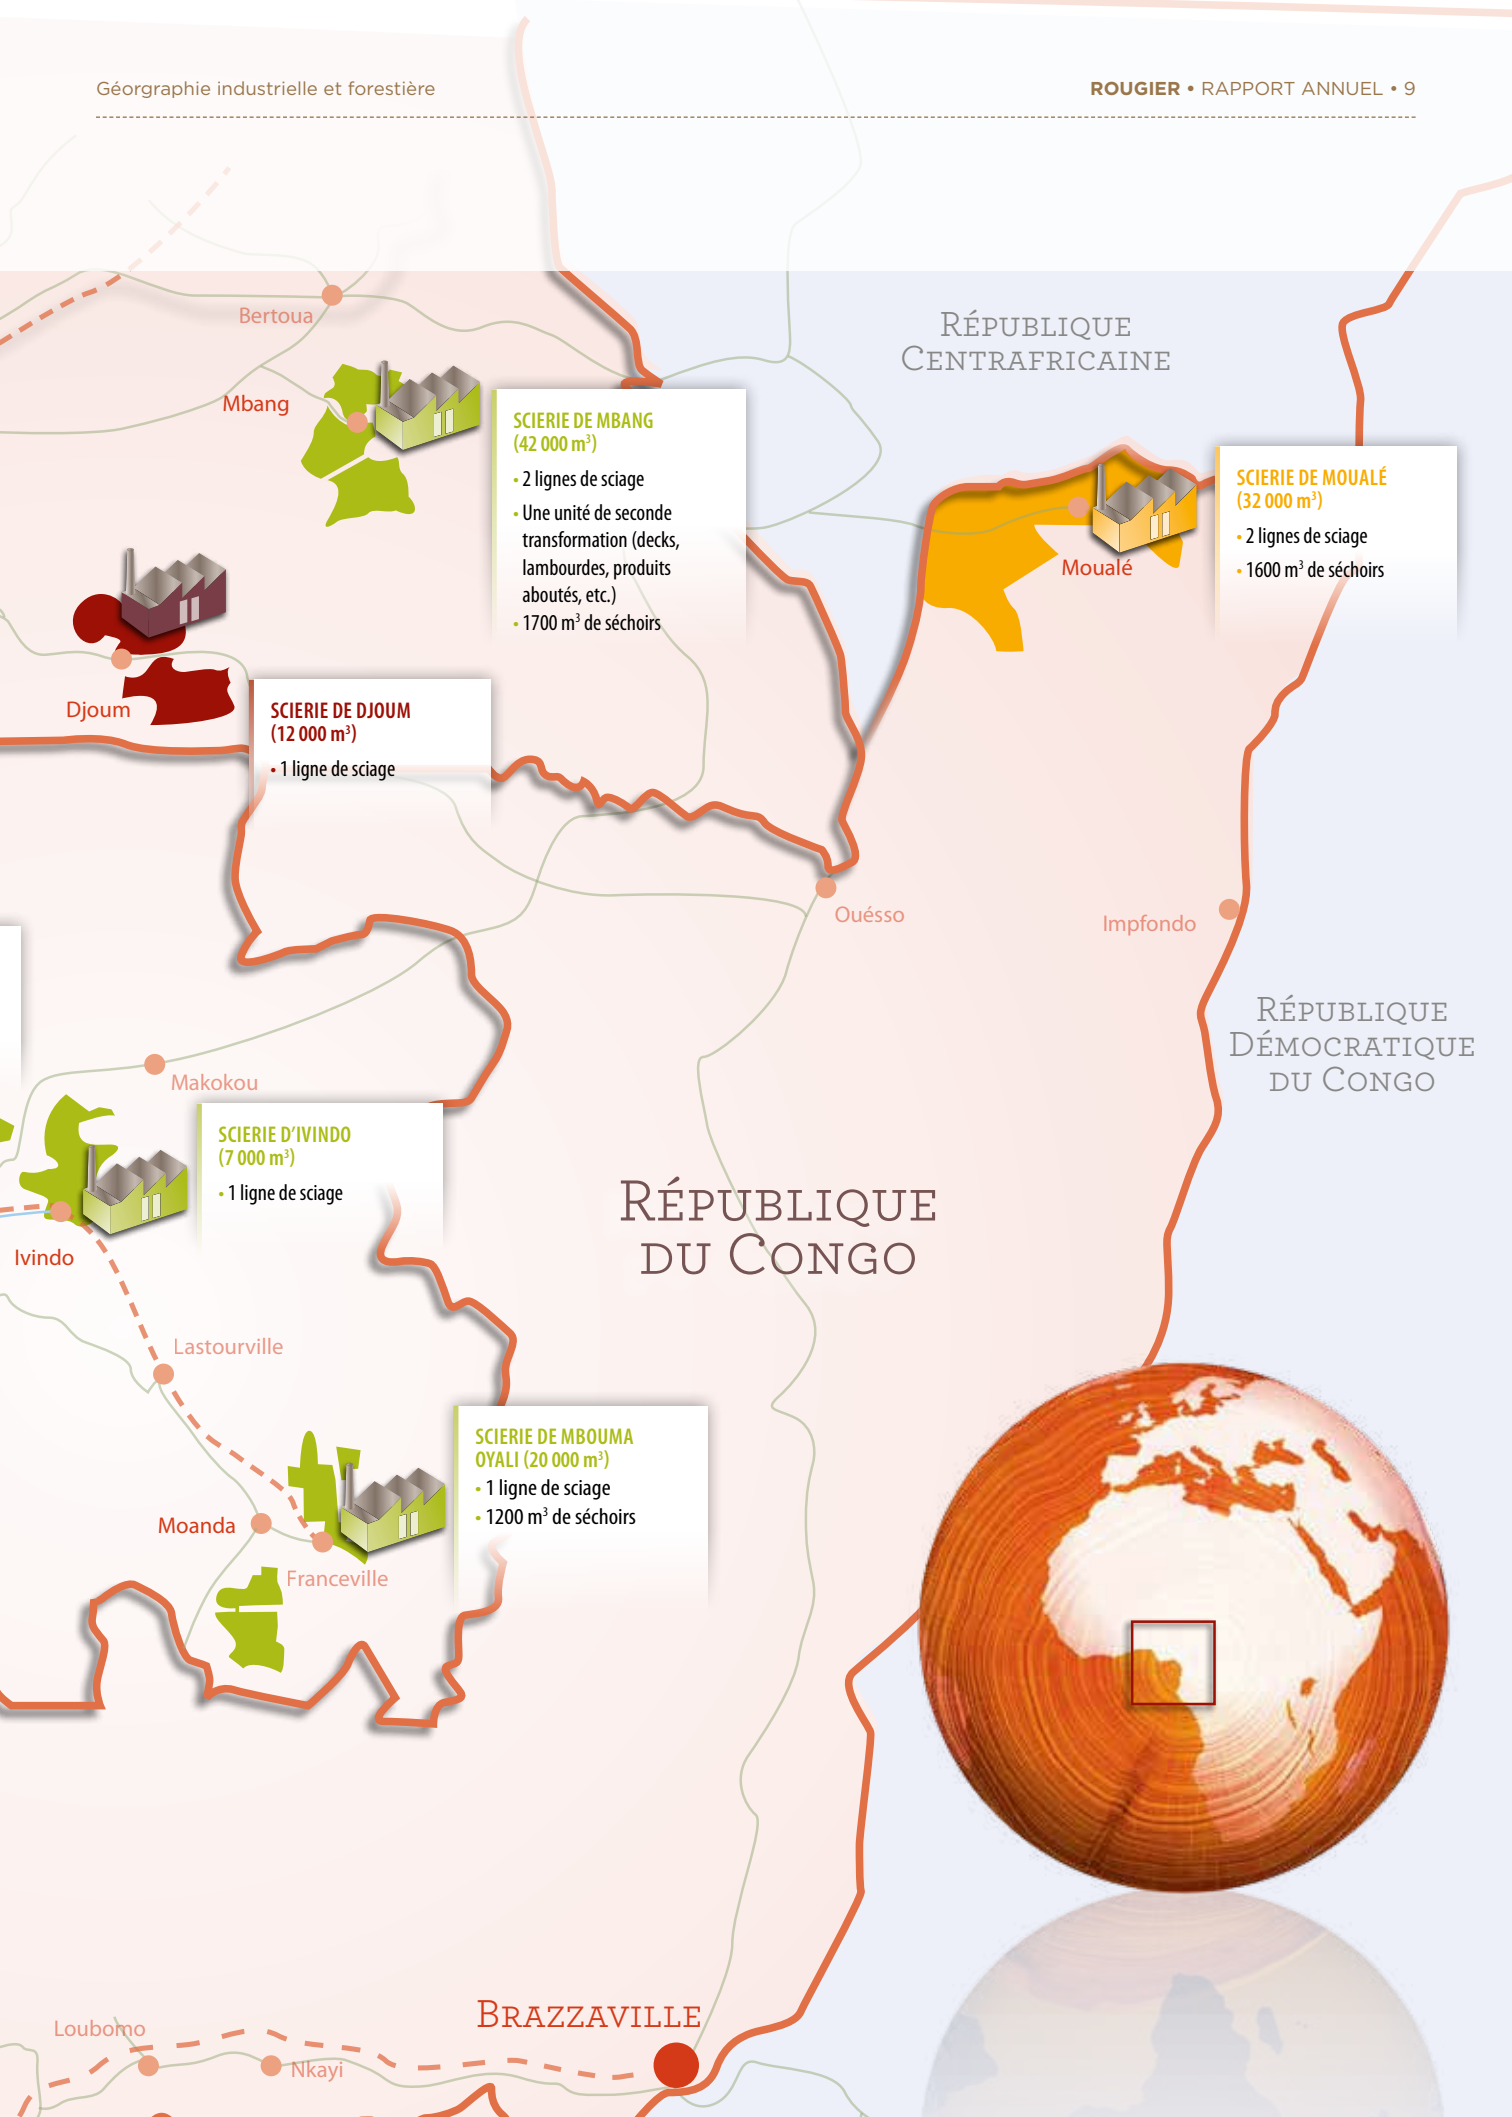 Géorgraphie industrielle et forestière
ROUGIER • RAPPORT ANNUEL • 9
Bertoua
RÉPUBLIQUE
CENTRAFRICAINE
Mbang
SCIERIE DE MBANG
(42 000 m³)
• 2 lignes de sciage
• Une unité de seconde
transformation (decks,
lambourdes, produits
aboutés, etc.)
• 1700 m³ de séchoirs
SCIERIE DE MOUALÉ
(32 000 m³)
• 2 lignes de sciage
• 1600 m³ de séchoirs
Moualé
Djoum
SCIERIE DE DJOUM
(12 000 m³)
• 1 ligne de sciage
Ouésso
Impfondo
RÉPUBLIQUE
DÉMOCRATIQUE
DU CONGO
Makokou
SCIERIE D'IVINDO
(7 000 m³)
• 1 ligne de sciage
RÉPUBLIQUE
DU CONGO
Ivindo
Lastourville
SCIERIE DE MBOUMA
OYALI (20 000 m³)
• 1 ligne de sciage
• 1200 m³ de séchoirs
Moanda
Franceville
BRAZZAVILLE
Loubomo
Nkayi